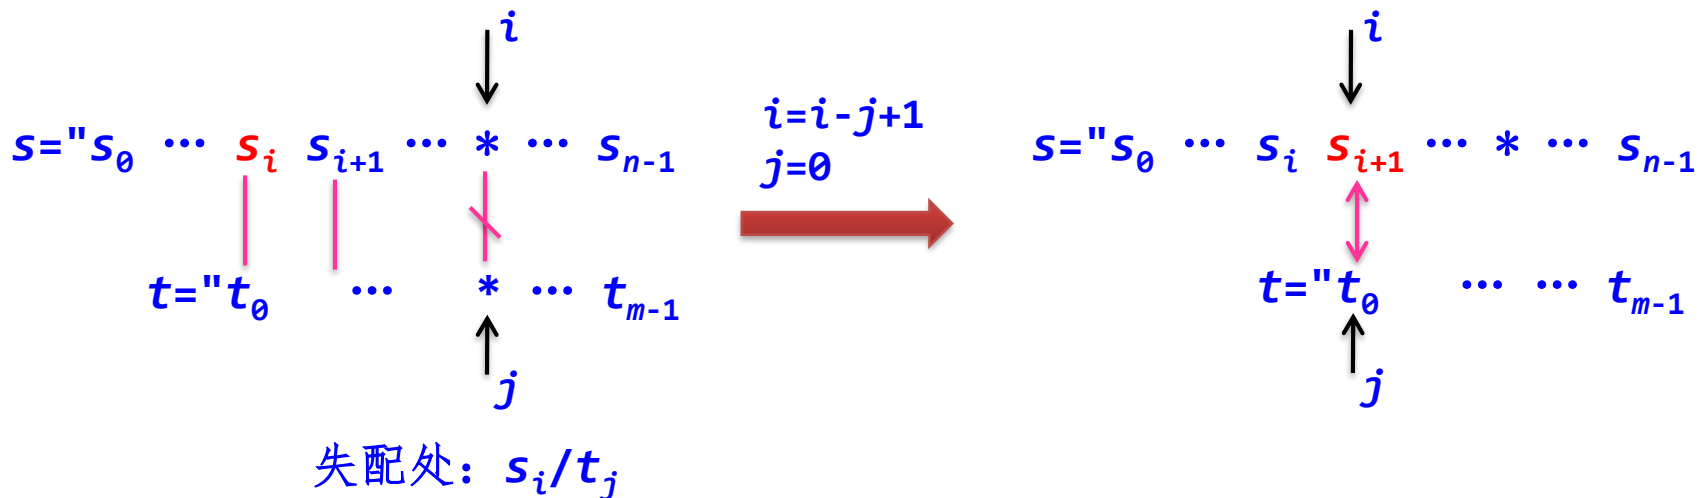 i
s="s₀ ⋯ sᵢ sᵢ₊₁ ⋯ * ⋯ sₙ₋₁
t="t₀ ⋯ * ⋯ tₘ₋₁
j
失配处：sᵢ/tⱼ
i=i-j+1
j=0
i
s="s₀ ⋯ sᵢ sᵢ₊₁ ⋯ * ⋯ sₙ₋₁
t="t₀ ⋯ ⋯ tₘ₋₁
j